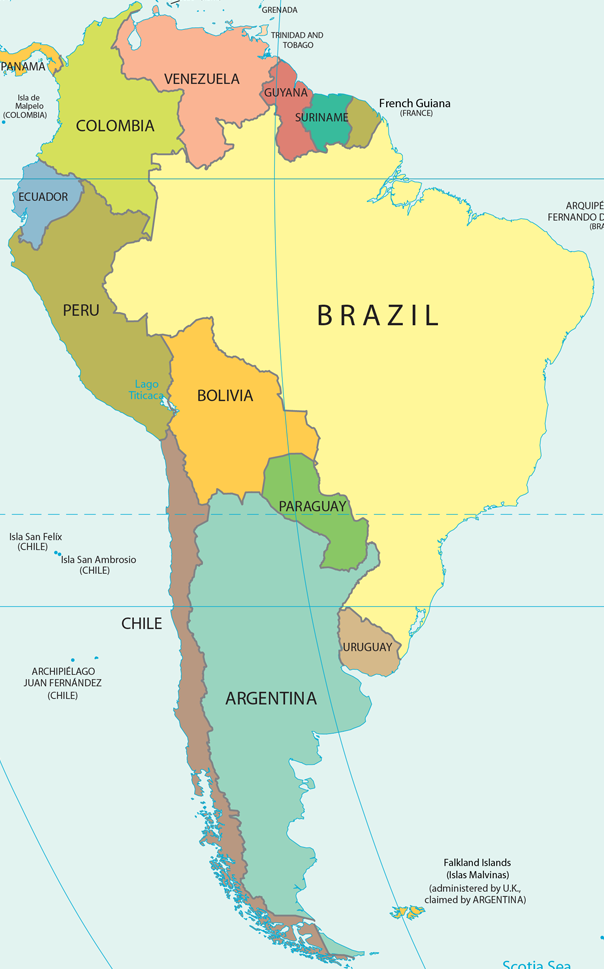 GRENADA
TRINIDAD AND
TOBAGO
PANAMA
VENEZUELA
GUYANA
Isla de
Malpelo
(COLOMBIA)
French Guiana
(FRANCE)
SURINAME
COLOMBIA
ECUADOR
ARQUIPÉ
FERNANDO D
(BRA
PERU
BRAZIL
Lago
Titicaca
BOLIVIA
PARAGUAY
Isla San Felíx
(CHILE)
Isla San Ambrosio
(CHILE)
CHILE
URUGUAY
ARCHIPIÉLAGO
JUAN FERNÁNDEZ
(CHILE)
ARGENTINA
Falkland Islands
(Islas Malvinas)
(administered by U.K.,
claimed by ARGENTINA)
Scotia Sea